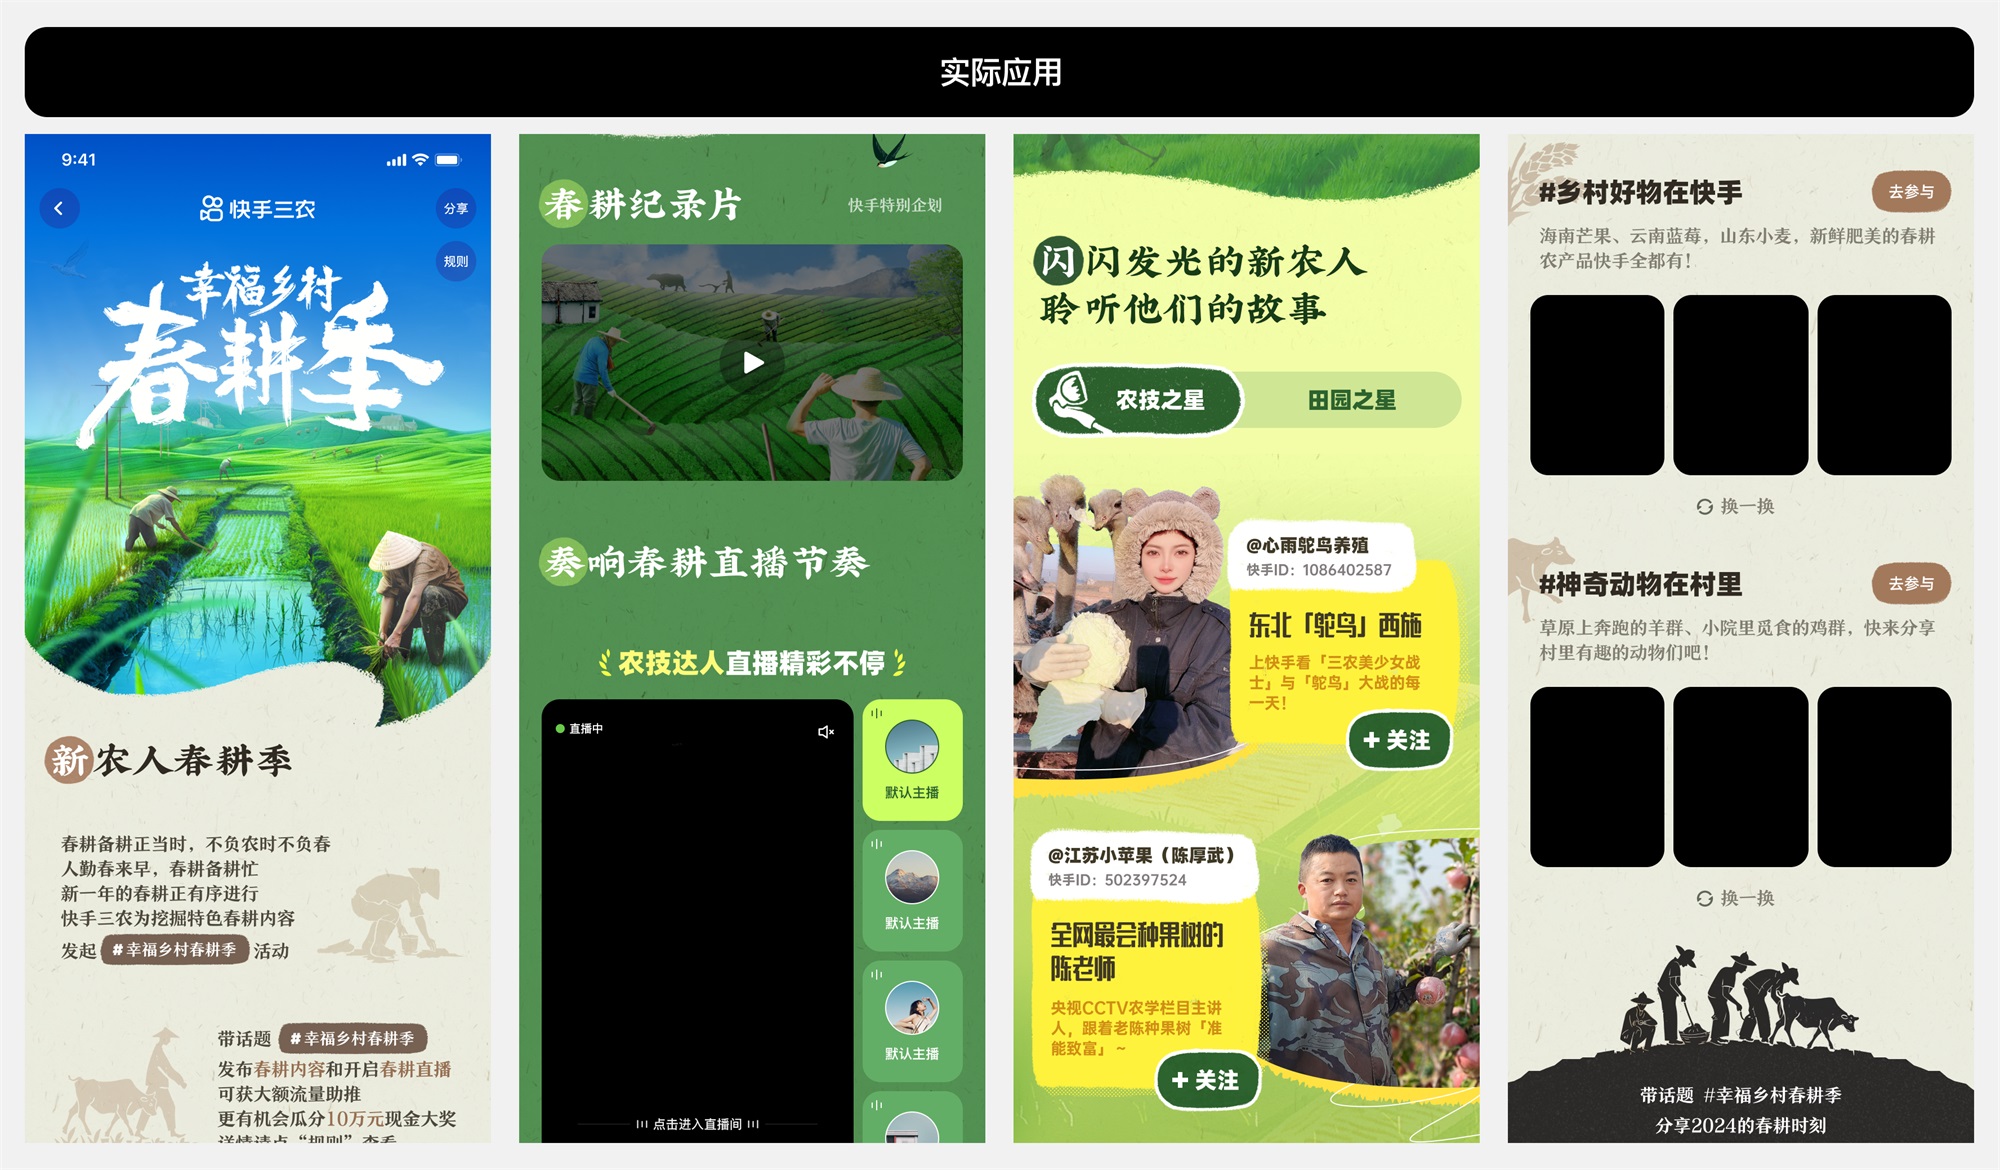 实际应用
9:41
快手三农
分享
规则
幸福乡村
春耕季
新农人春耕季
春耕备耕正当时，不负农时不负春
人勤春来早，春耕备耕忙
新一年的春耕正有序进行
快手三农为挖掘特色春耕内容
发起 #幸福乡村春耕季 活动
带话题 #幸福乡村春耕季
发布春耕内容和开启春耕直播
可获大额流量助推
更有机会瓜分10万元现金大奖
详情请点“规则”查看
春耕纪录片
快手特别企划
奏响春耕直播节奏
农技达人直播精彩不停
直播中
默认主播
默认主播
默认主播
点击进入直播间
闪闪发光的新农人
聆听他们的故事
农技之星
田园之星
@心雨鸵鸟养殖
快手ID：1086402587
东北「鸵鸟」西施
上快手看「三农美少女战
士」与「鸵鸟」大战的每
一天！
+ 关注
@江苏小苹果（陈厚武）
快手ID：502397524
全网最会种果树的
陈老师
央视CCTV农学栏目主讲
人，跟着老陈种果树「准
能致富」～
+ 关注
#乡村好物在快手
去参与
海南芒果、云南蓝莓，山东小麦，新鲜肥美的春耕
农产品快手全都有！
换一换
#神奇动物在村里
去参与
草原上奔跑的羊群、小院里觅食的鸡群，快来分享
村里有趣的动物们吧！
换一换
带话题 #幸福乡村春耕季
分享2024的春耕时刻